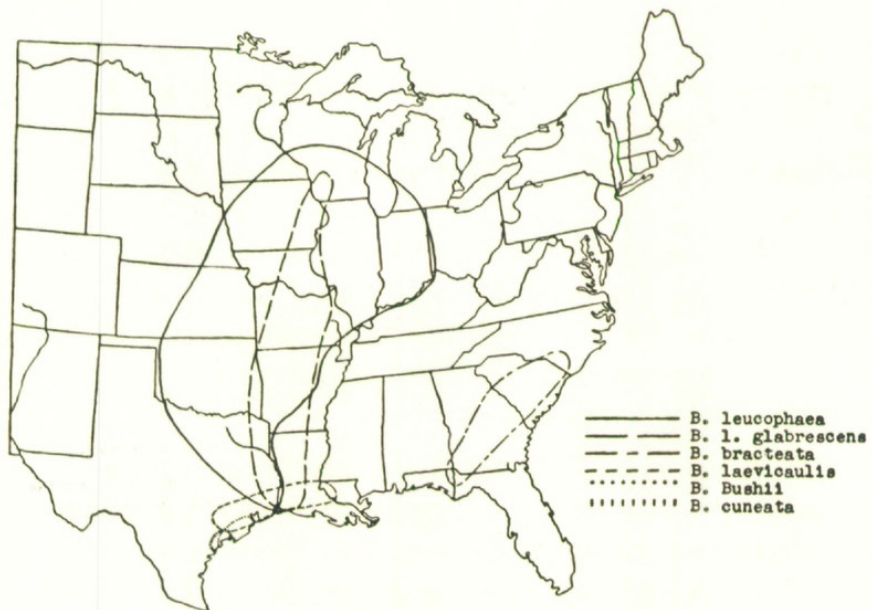 B. leucophaea
B. l. glabrescens
B. bracteata
B. laevicaulis
B. Bushii
B. cuneata